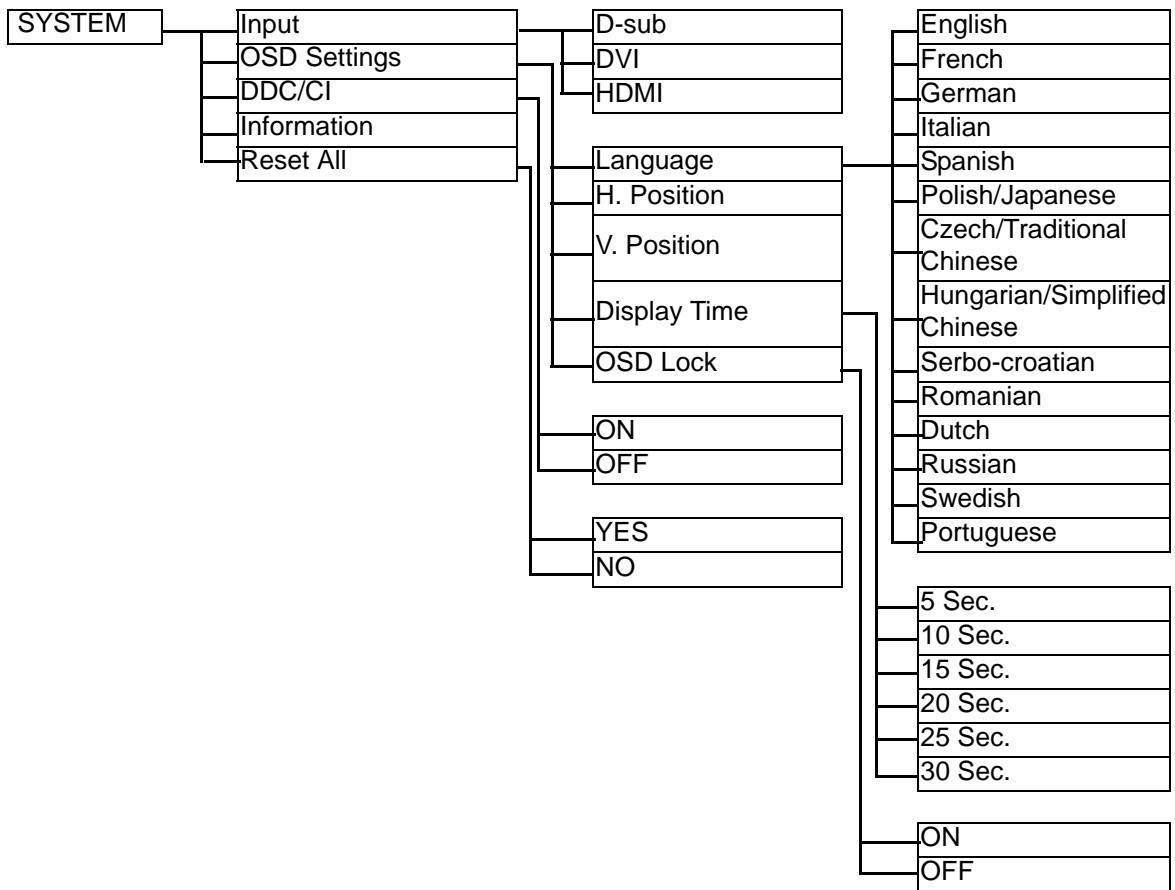 SYSTEM
Input
OSD Settings
DDC/CI
Information
Reset All
D-sub
DVI
HDMI
Language
H. Position
V. Position
Display Time
OSD Lock
ON
OFF
YES
NO
English
French
German
Italian
Spanish
Polish/Japanese
Czech/Traditional
Chinese
Hungarian/Simplified
Chinese
Serbo-croatian
Romanian
Dutch
Russian
Swedish
Portuguese
5 Sec.
10 Sec.
15 Sec.
20 Sec.
25 Sec.
30 Sec.
ON
OFF